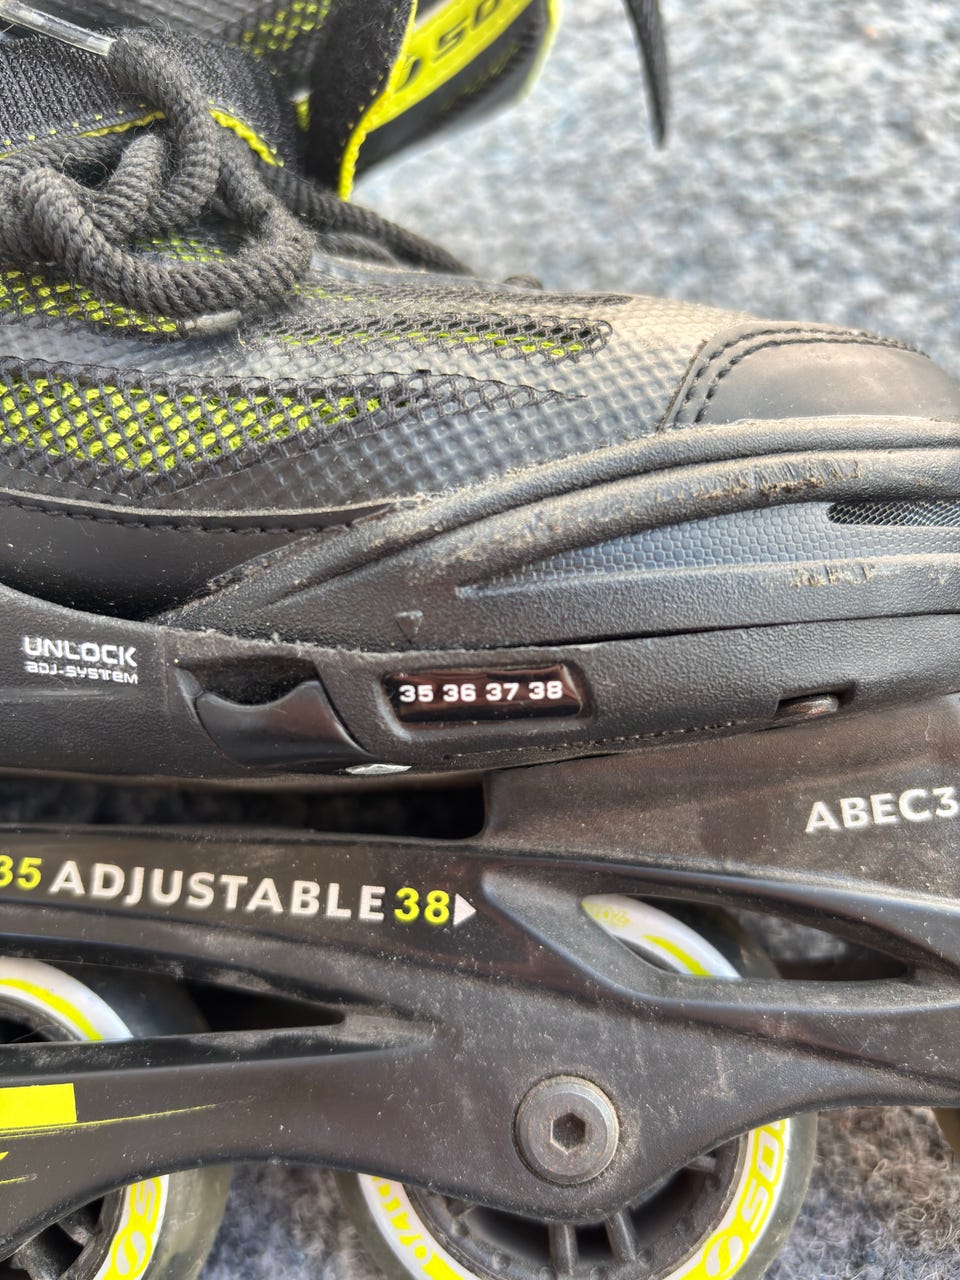 UNLOCK
ADJ-SYSTEM
35 36 37 38
ABEC3
35 ADJUSTABLE 38